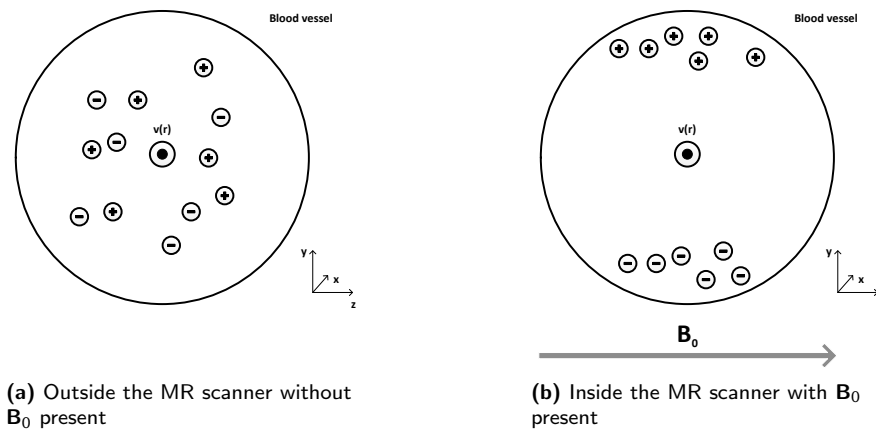 Blood vessel
v(r)
y
x
z
(a) Outside the MR scanner without
B₀ present
Blood vessel
v(r)
y
x
B₀
(b) Inside the MR scanner with B₀
present